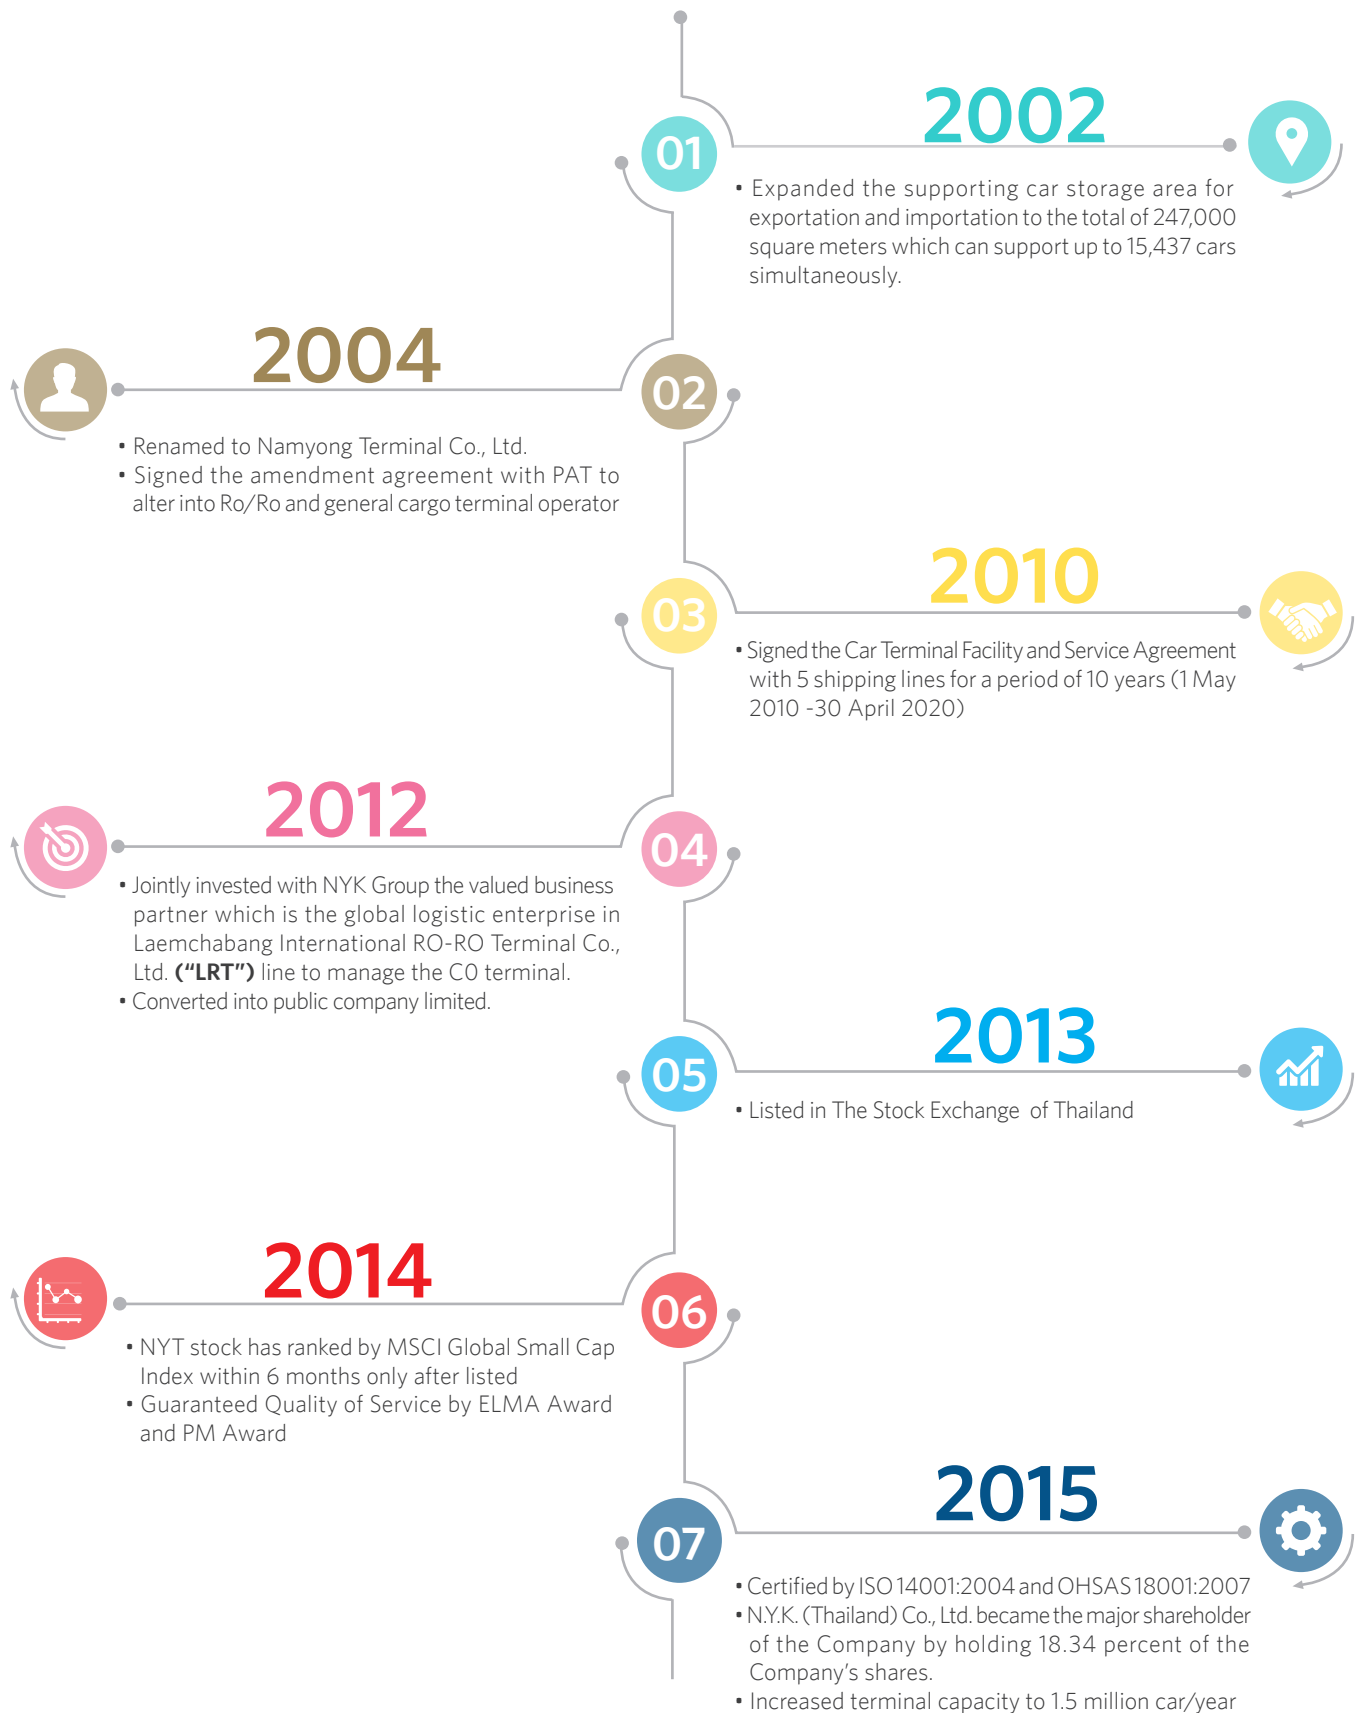 2002
01
• Expanded the supporting car storage area for
exportation and importation to the total of 247,000
square meters which can support up to 15,437 cars
simultaneously.
2004
02
• Renamed to Namyong Terminal Co., Ltd.
• Signed the amendment agreement with PAT to
alter into Ro/Ro and general cargo terminal operator
2010
03
• Signed the Car Terminal Facility and Service Agreement
with 5 shipping lines for a period of 10 years (1 May
2010 -30 April 2020)
2012
04
• Jointly invested with NYK Group the valued business
partner which is the global logistic enterprise in
Laemchabang International RO-RO Terminal Co.,
Ltd. (“LRT”) line to manage the C0 terminal.
• Converted into public company limited.
2013
05
• Listed in The Stock Exchange of Thailand
2014
06
• NYT stock has ranked by MSCI Global Small Cap
Index within 6 months only after listed
• Guaranteed Quality of Service by ELMA Award
and PM Award
2015
07
• Certified by ISO 14001:2004 and OHSAS 18001:2007
• N.Y.K. (Thailand) Co., Ltd. became the major shareholder
of the Company by holding 18.34 percent of the
Company’s shares.
• Increased terminal capacity to 1.5 million car/year